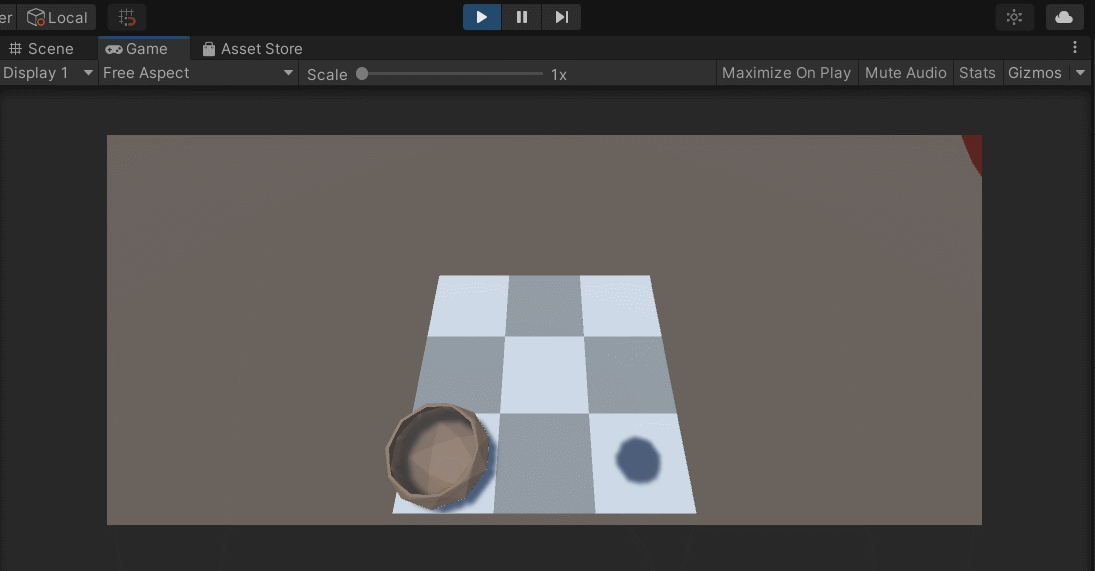 er Local
Scene Game Asset Store
Display 1 Free Aspect Scale 1x Maximize On Play Mute Audio Stats Gizmos